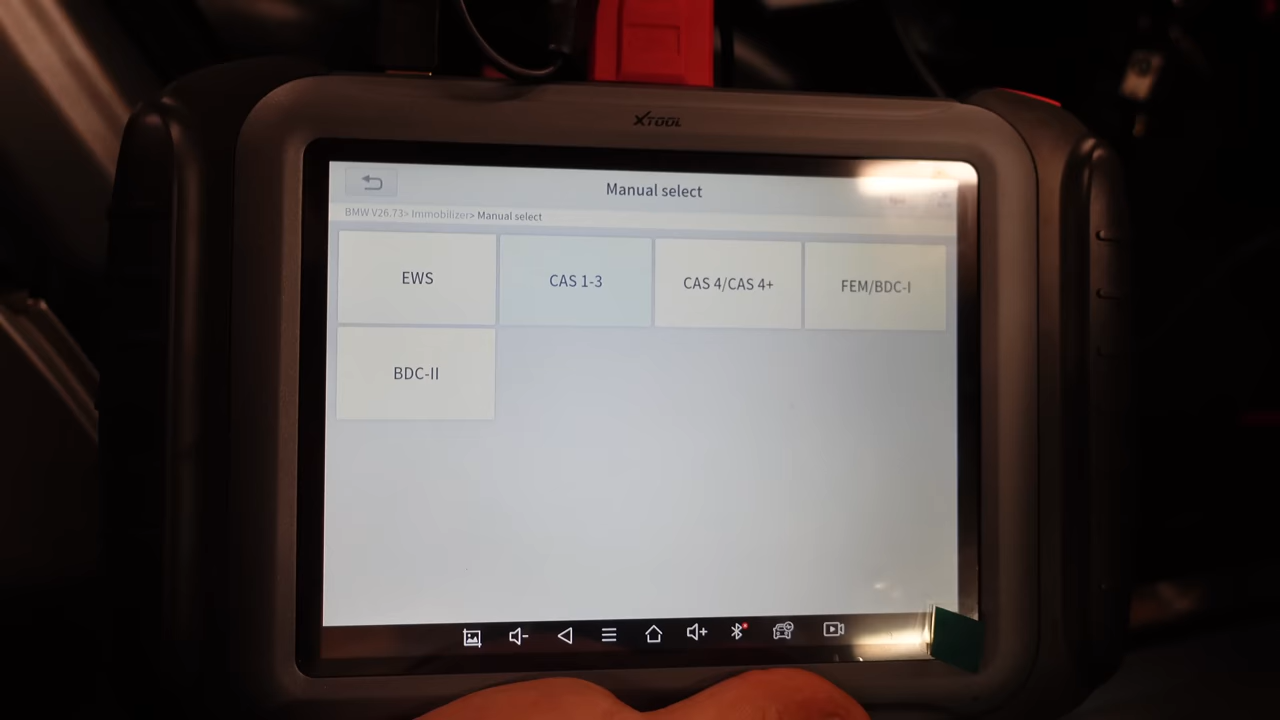 XTOOL
Manual select
BMW V26.73> Immobilizer> Manual select
EWS
CAS 1-3
CAS 4/CAS 4+
FEM/BDC-I
BDC-II